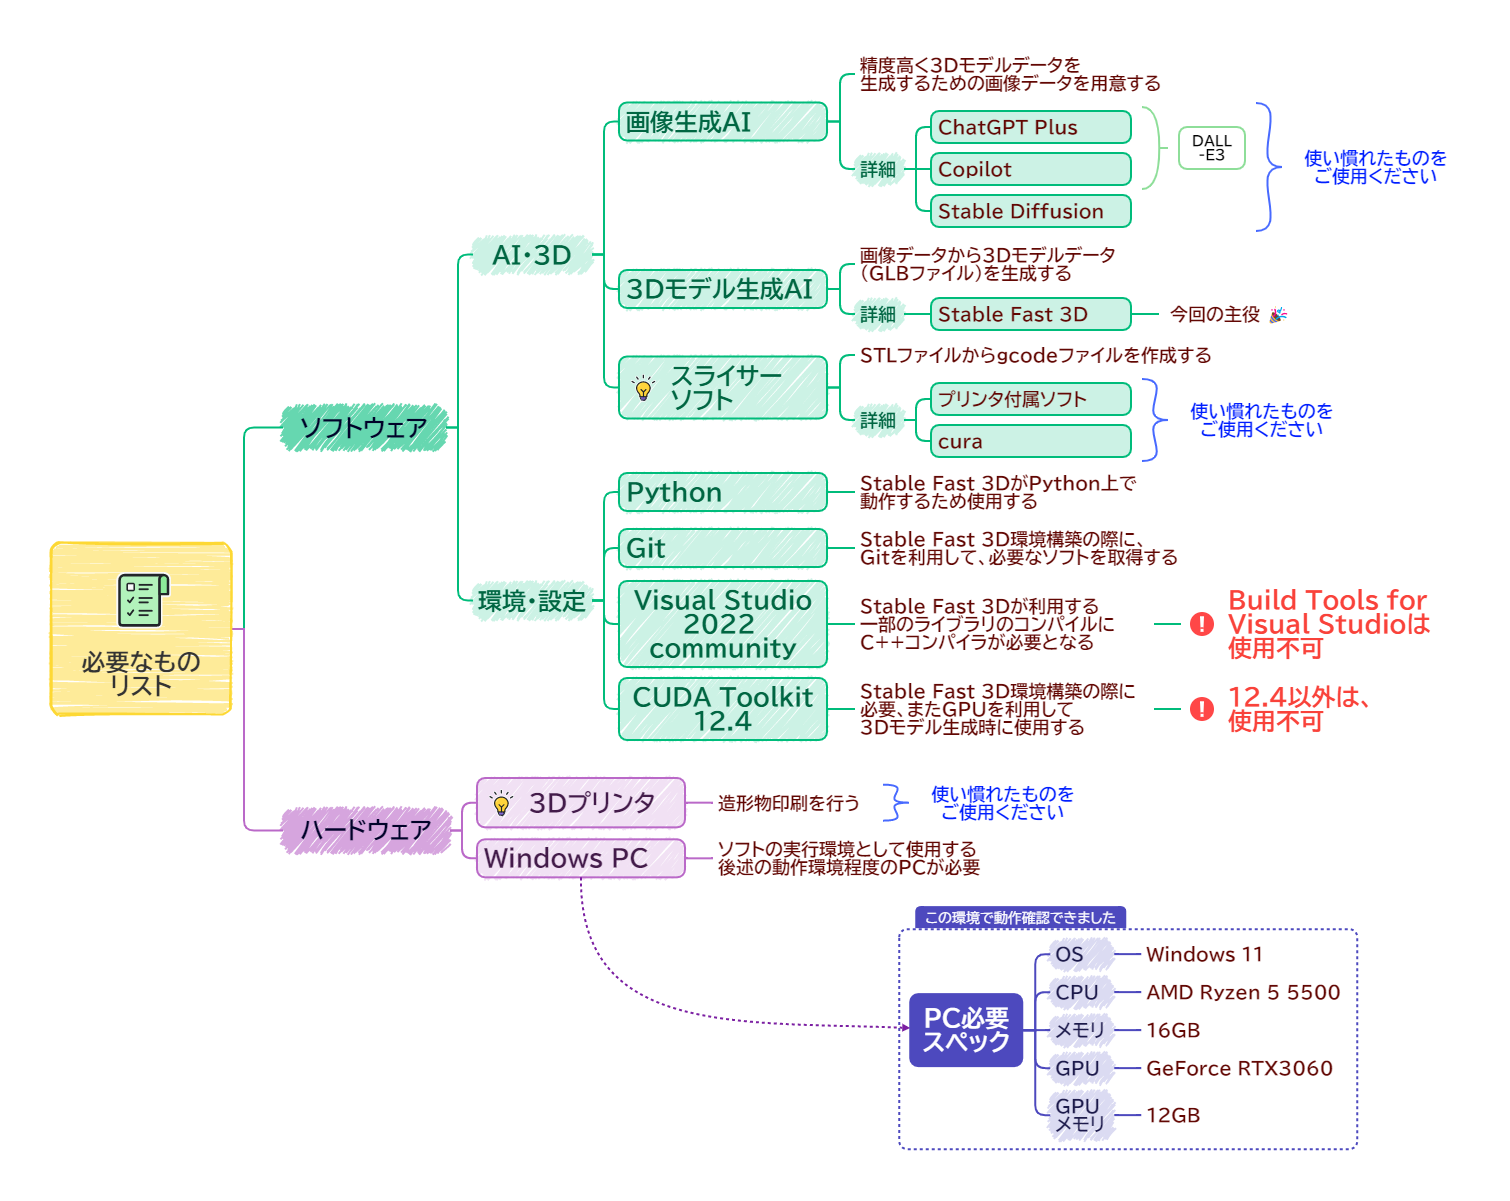 必要なもの
リスト
ソフトウェア
AI・3D
画像生成AI
精度高く3Dモデルデータを
生成するための画像データを用意する
詳細
ChatGPT Plus
Copilot
Stable Diffusion
DALL
-E3
使い慣れたものを
ご使用ください
3Dモデル生成AI
画像データから3Dモデルデータ
（GLBファイル）を生成する
詳細
Stable Fast 3D
今回の主役
スライサー
ソフト
STLファイルからgcodeファイルを作成する
詳細
プリンタ付属ソフト
cura
使い慣れたものを
ご使用ください
環境・設定
Python
Stable Fast 3DがPython上で
動作するため使用する
Git
Stable Fast 3D環境構築の際に、
Gitを利用して、必要なソフトを取得する
Visual Studio
2022
community
Stable Fast 3Dが利用する
一部のライブラリのコンパイルに
C++コンパイラが必要となる
Build Tools for
Visual Studioは
使用不可
CUDA Toolkit
12.4
Stable Fast 3D環境構築の際に
必要、またGPUを利用して
3Dモデル生成時に使用する
12.4以外は、
使用不可
ハードウェア
3Dプリンタ
造形物印刷を行う
使い慣れたものを
ご使用ください
Windows PC
ソフトの実行環境として使用する
後述の動作環境程度のPCが必要
この環境で動作確認できました
PC必要
スペック
OS
Windows 11
CPU
AMD Ryzen 5 5500
メモリ
16GB
GPU
GeForce RTX3060
GPU
メモリ
12GB